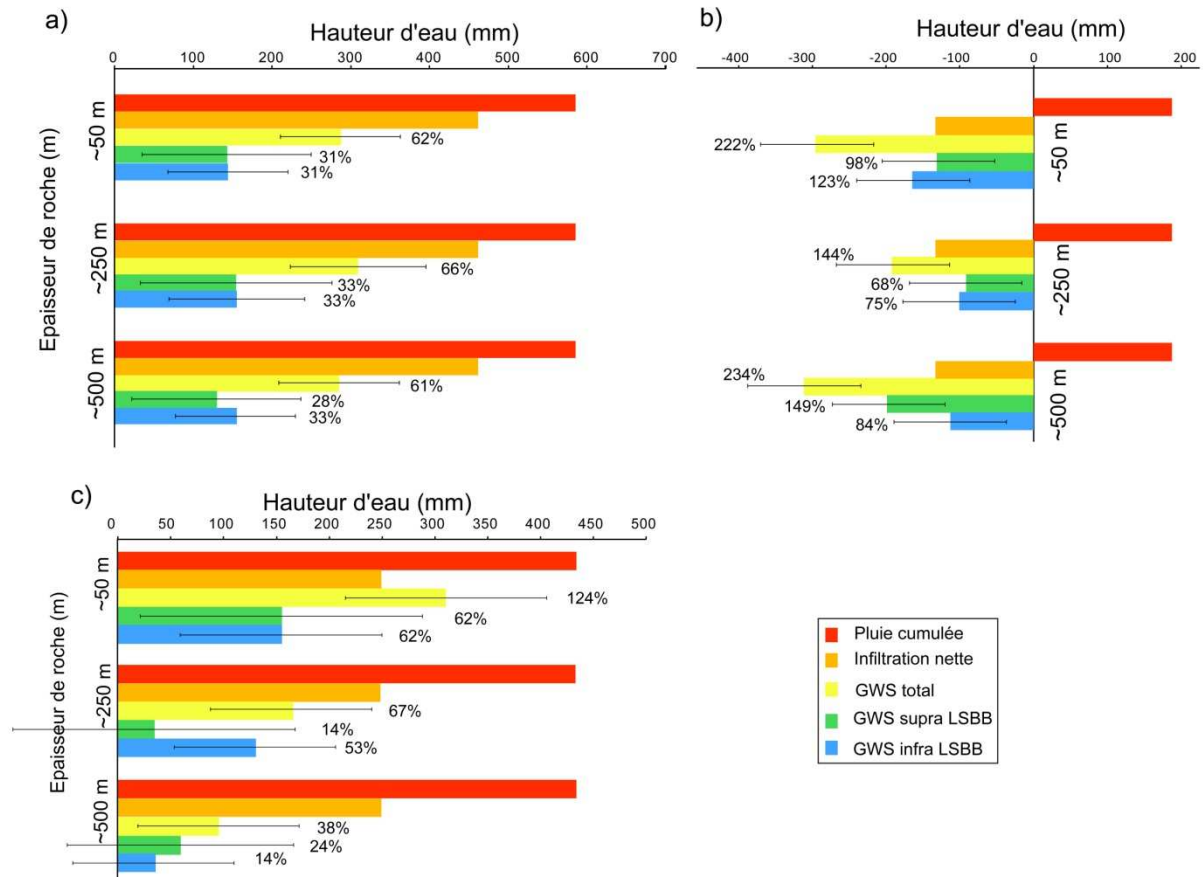 a)
Hauteur d'eau (mm)
0 100 200 300 400 500 600 700
Epaisseur de roche (m)
~50 m
62%
31%
31%
~250 m
66%
33%
33%
~500 m
61%
28%
33%
b)
Hauteur d'eau (mm)
-400 -300 -200 -100 0 100 200
~50 m
222%
98%
123%
~250 m
144%
68%
75%
~500 m
234%
149%
84%
c)
Hauteur d'eau (mm)
0 50 100 150 200 250 300 350 400 450 500
Epaisseur de roche (m)
~50 m
124%
62%
62%
~250 m
67%
14%
53%
~500 m
38%
24%
14%
Pluie cumulée
Infiltration nette
GWS total
GWS supra LSBB
GWS infra LSBB